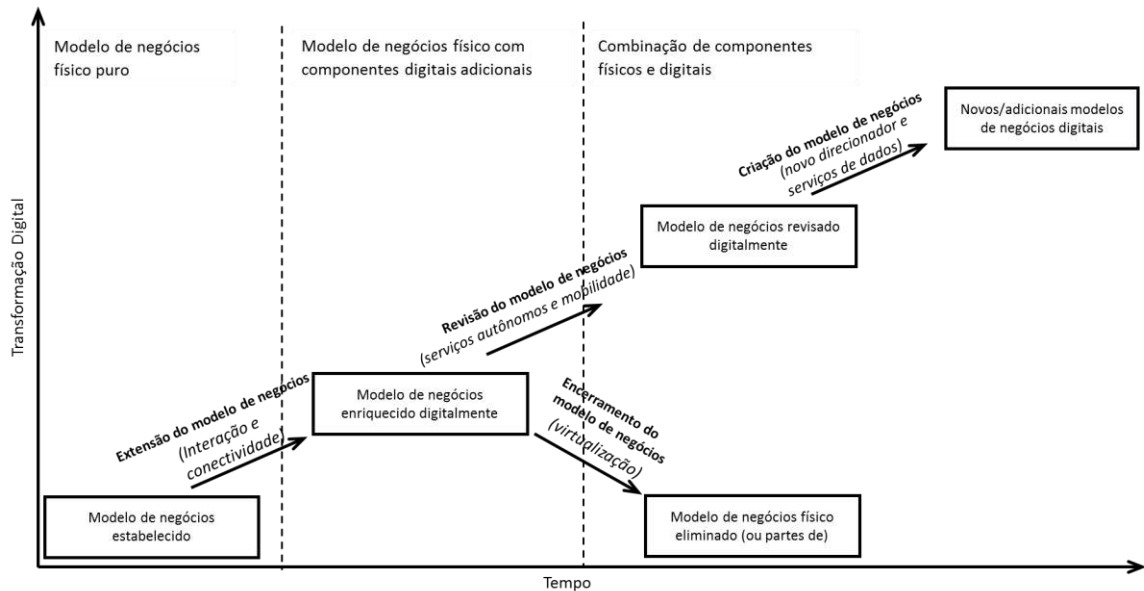 Modelo de negócios
físico puro
Modelo de negócios físico com
componentes digitais adicionais
Combinação de componentes
físicos e digitais
Novos/adicionais modelos
de negócios digitais
Criação do modelo de negócios
(novo direcionador e
serviços de dados)
Modelo de negócios revisado
digitalmente
Revisão do modelo de negócios
(serviços autônomos e mobilidade)
Modelo de negócios
enriquecido digitalmente
Encerramento do
modelo de negócios
(virtualização)
Extensão do modelo de negócios
(Interação e
conectividade)
Modelo de negócios
estabelecido
Modelo de negócios físico
eliminado (ou partes de)
Transformação Digital
Tempo